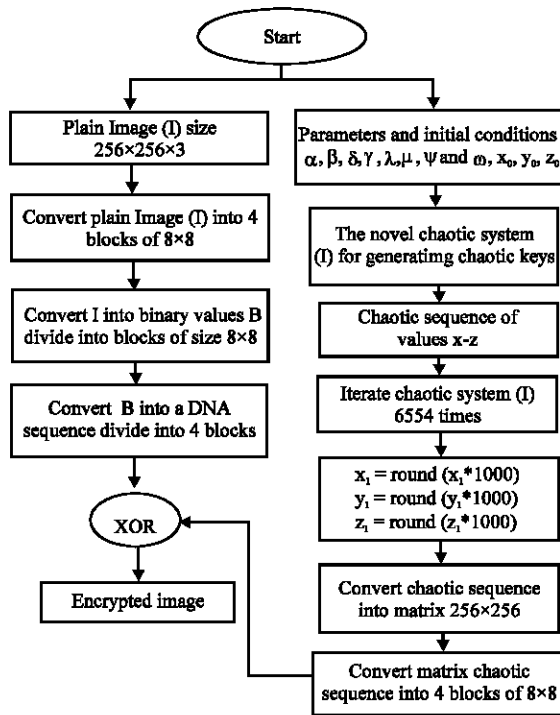 Start
Plain Image (I) size
256×256×3
Convert plain Image (I) into 4
blocks of 8×8
Convert I into binary values B
divide into blocks of size 8×8
Convert B into a DNA
sequence divide into 4 blocks
XOR
Encrypted image
Parameters and initial conditions
α, β, δ, γ, λ, μ, ψ and ω, x₀, y₀, z₀
The novel chaotic system
(I) for generatimg chaotic keys
Chaotic sequence of
values x-z
Iterate chaotic system (I)
6554 times
x₁ = round (x₁*1000)
y₁ = round (y₁*1000)
z₁ = round (z₁*1000)
Convert chaotic sequence
into matrix 256×256
Convert matrix chaotic
sequence into 4 blocks of 8×8